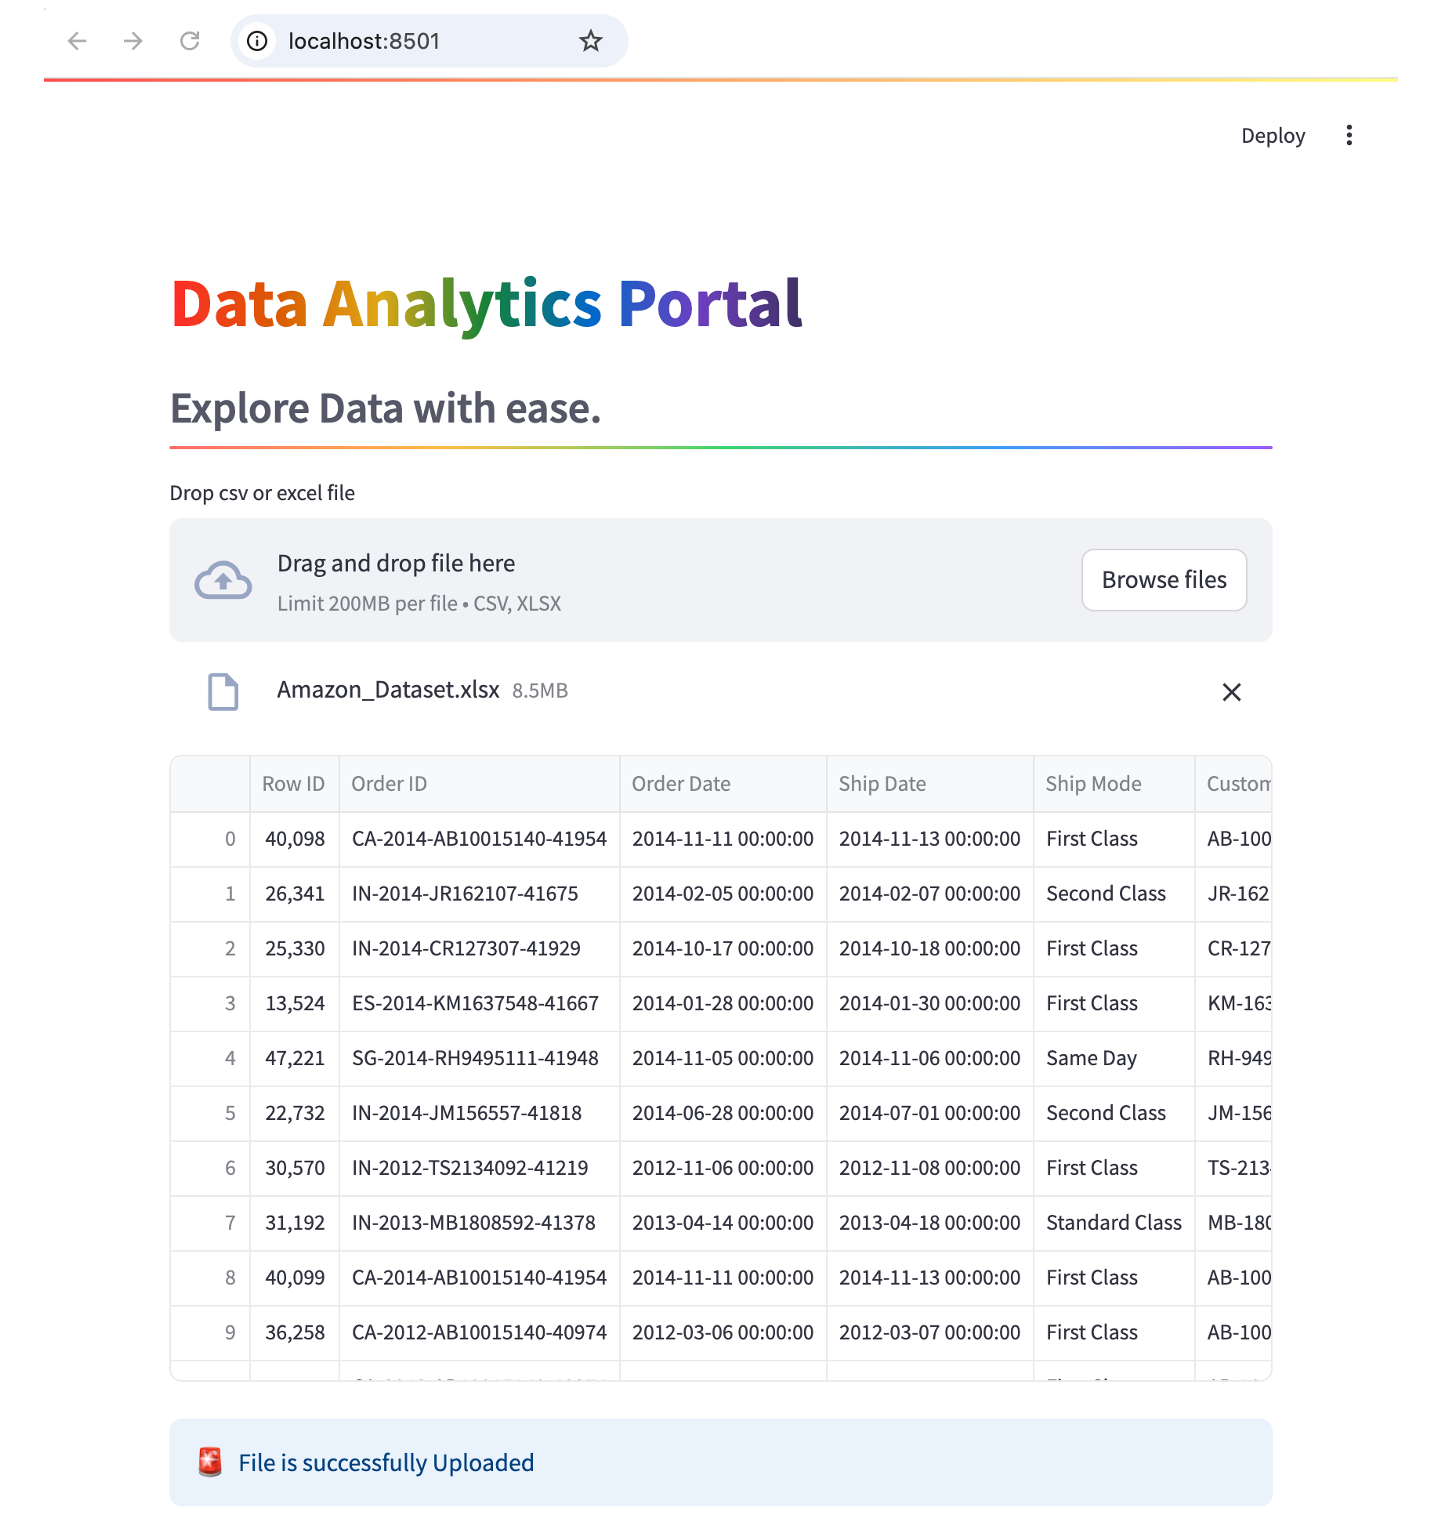 localhost:8501
Deploy
Data Analytics Portal
Explore Data with ease.
Drop csv or excel file
Drag and drop file here
Limit 200MB per file • CSV, XLSX
Browse files
Amazon_Dataset.xlsx 8.5MB
Row ID Order ID Order Date Ship Date Ship Mode Custom
0 40,098 CA-2014-AB10015140-41954 2014-11-11 00:00:00 2014-11-13 00:00:00 First Class AB-100
1 26,341 IN-2014-JR162107-41675 2014-02-05 00:00:00 2014-02-07 00:00:00 Second Class JR-162
2 25,330 IN-2014-CR127307-41929 2014-10-17 00:00:00 2014-10-18 00:00:00 First Class CR-127
3 13,524 ES-2014-KM1637548-41667 2014-01-28 00:00:00 2014-01-30 00:00:00 First Class KM-163
4 47,221 SG-2014-RH9495111-41948 2014-11-05 00:00:00 2014-11-06 00:00:00 Same Day RH-949
5 22,732 IN-2014-JM156557-41818 2014-06-28 00:00:00 2014-07-01 00:00:00 Second Class JM-156
6 30,570 IN-2012-TS2134092-41219 2012-11-06 00:00:00 2012-11-08 00:00:00 First Class TS-213
7 31,192 IN-2013-MB1808592-41378 2013-04-14 00:00:00 2013-04-18 00:00:00 Standard Class MB-180
8 40,099 CA-2014-AB10015140-41954 2014-11-11 00:00:00 2014-11-13 00:00:00 First Class AB-100
9 36,258 CA-2012-AB10015140-40974 2012-03-06 00:00:00 2012-03-07 00:00:00 First Class AB-100
File is successfully Uploaded